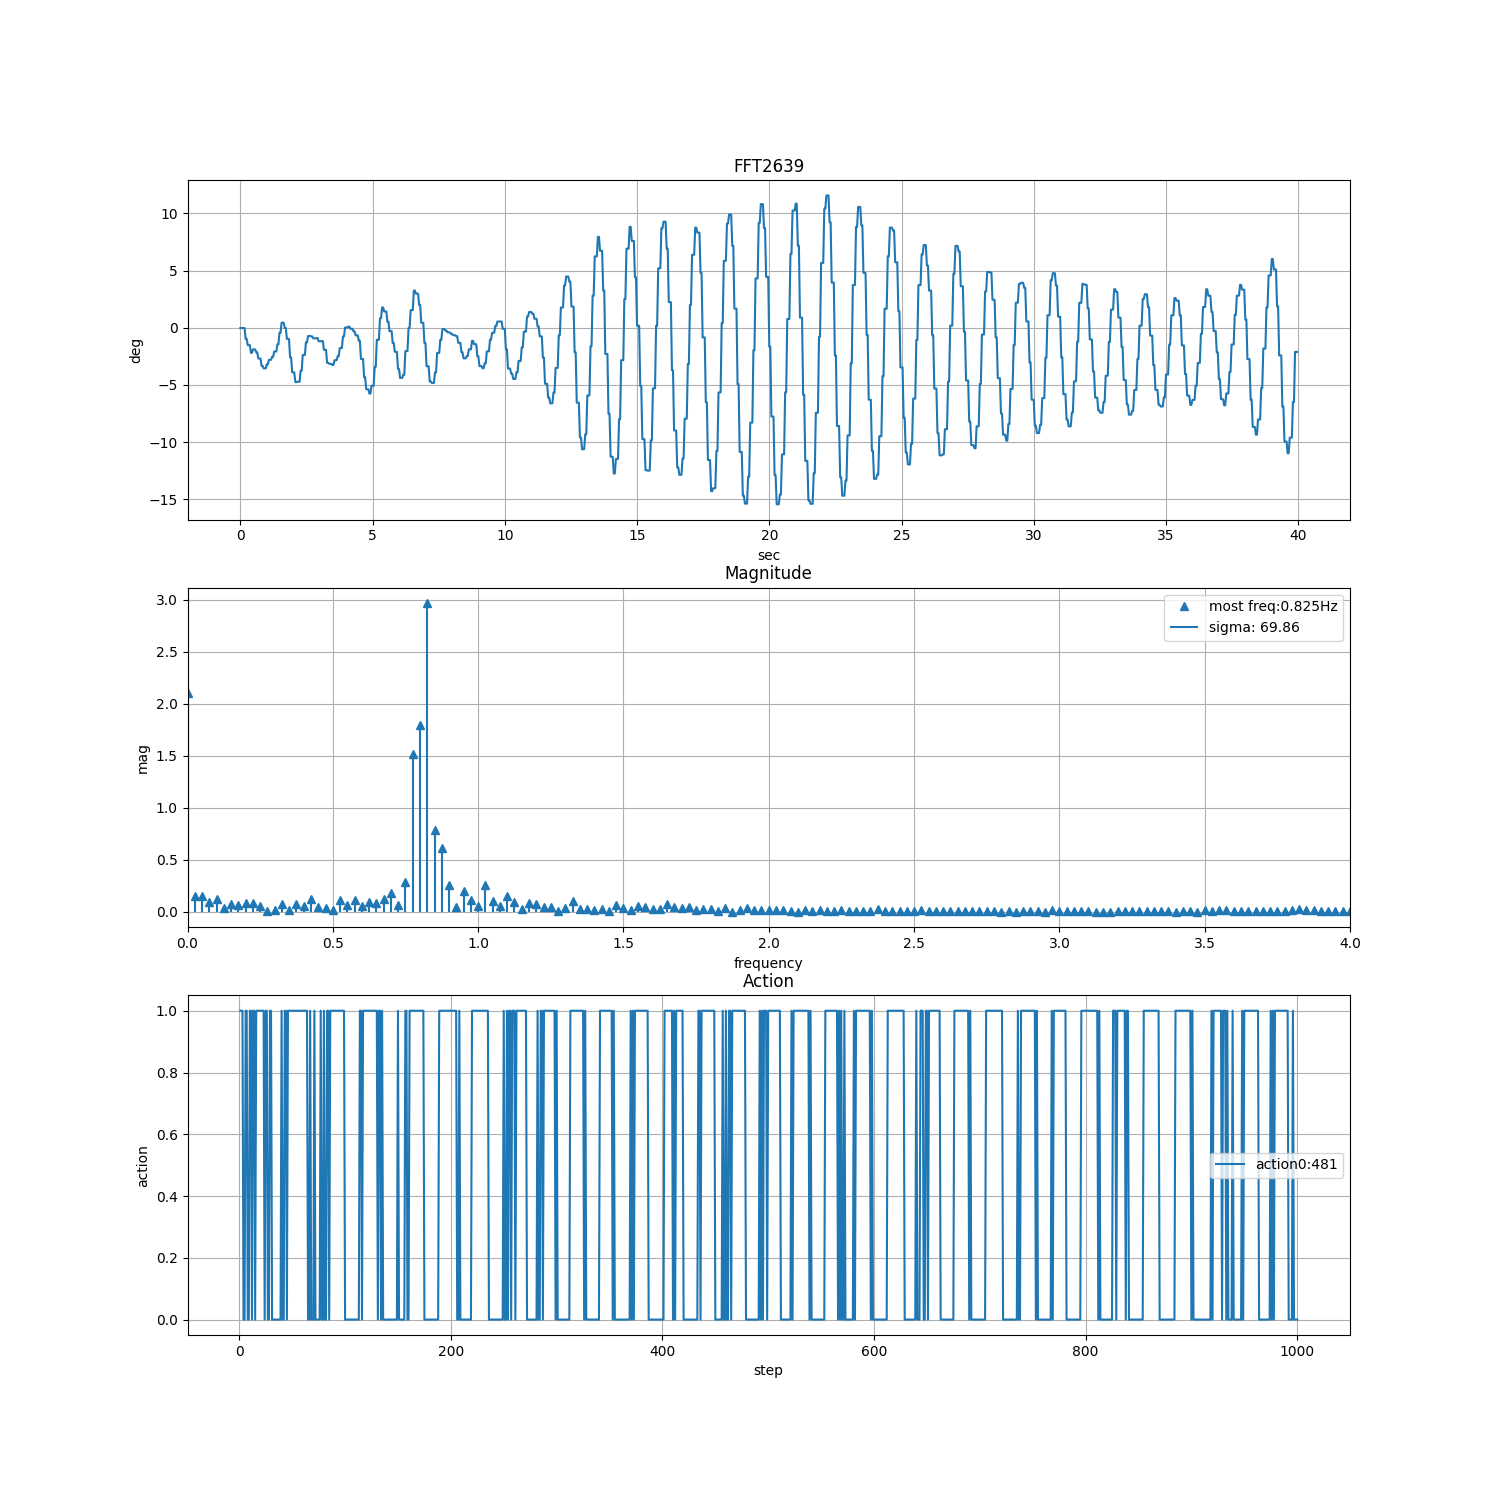 FFT2639
10
5
0
−5
−10
−15
deg
0 5 10 15 20 25 30 35 40
sec
Magnitude
3.0
2.5
2.0
1.5
1.0
0.5
0.0
mag
most freq:0.825Hz
sigma: 69.86
0.0 0.5 1.0 1.5 2.0 2.5 3.0 3.5 4.0
frequency
Action
1.0
0.8
0.6
0.4
0.2
0.0
action
action0:481
0 200 400 600 800 1000
step